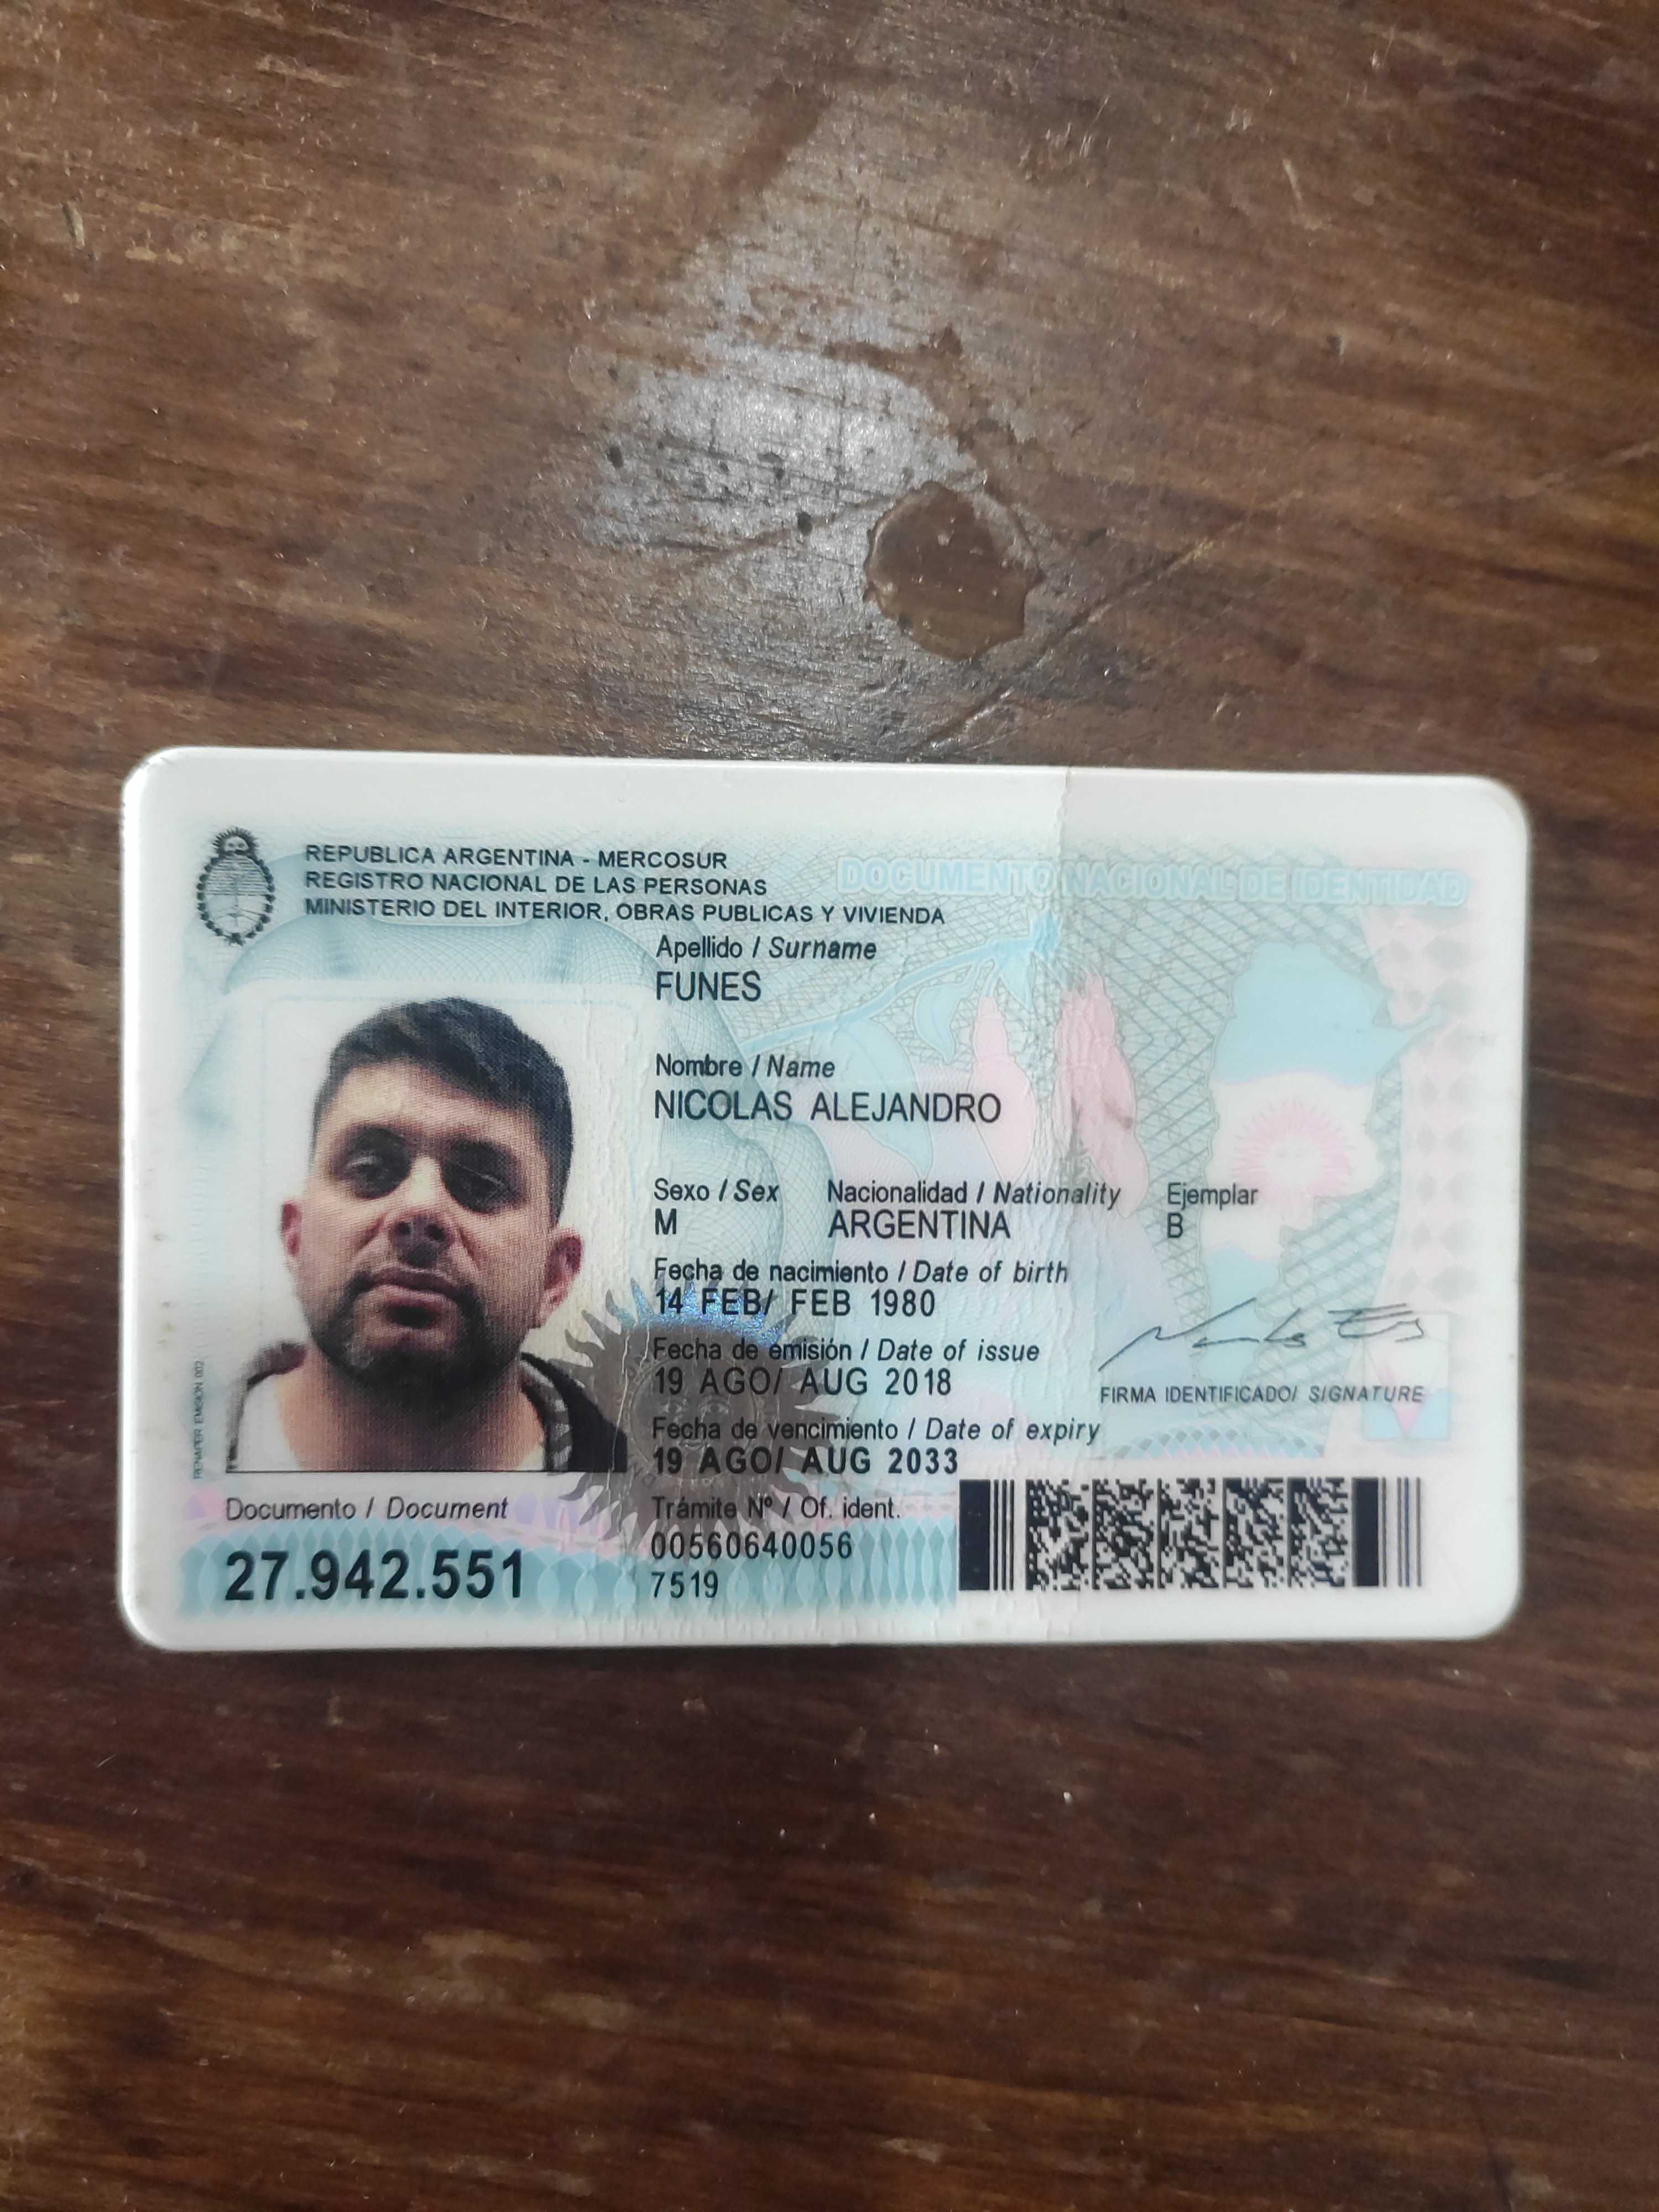 REPUBLICA ARGENTINA - MERCOSUR
REGISTRO NACIONAL DE LAS PERSONAS
MINISTERIO DEL INTERIOR, OBRAS PUBLICAS Y VIVIENDA
DOCUMENTO NACIONAL DE IDENTIDAD
Apellido / Surname
FUNES
Nombre / Name
NICOLAS ALEJANDRO
Sexo / Sex Nacionalidad / Nationality Ejemplar
M ARGENTINA B
Fecha de nacimiento / Date of birth
14 FEB/ FEB 1980
Fecha de emisión / Date of issue
19 AGO/ AUG 2018
FIRMA IDENTIFICADO/ SIGNATURE
Fecha de vencimiento / Date of expiry
19 AGO/ AUG 2033
Documento / Document
27.942.551
Trámite Nº / Of. ident.
00560640056
7519